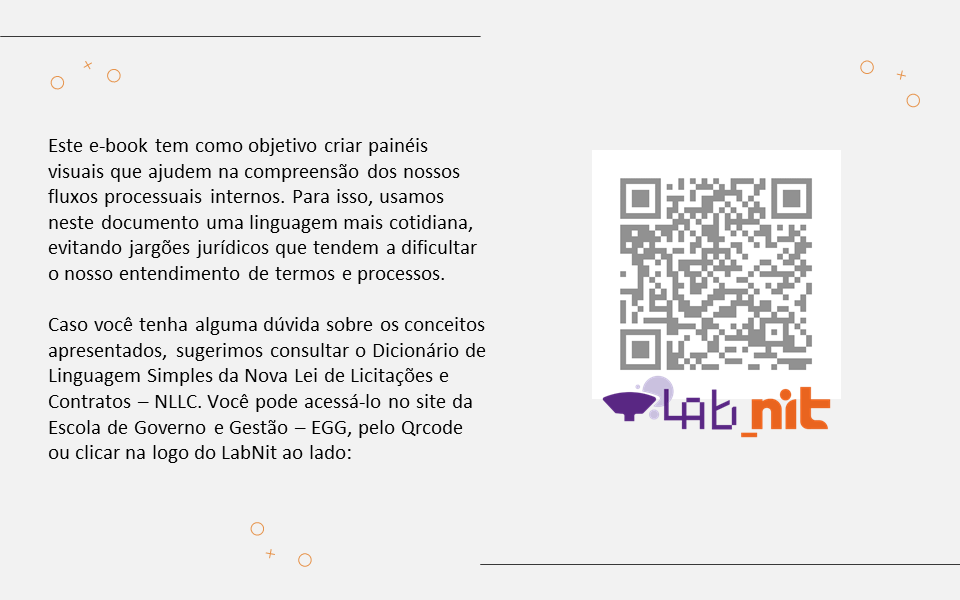 Este e-book tem como objetivo criar painéis
visuais que ajudem na compreensão dos nossos
fluxos processuais internos. Para isso, usamos
neste documento uma linguagem mais cotidiana,
evitando jargões jurídicos que tendem a dificultar
o nosso entendimento de termos e processos.
Caso você tenha alguma dúvida sobre os conceitos
apresentados, sugerimos consultar o Dicionário de
Linguagem Simples da Nova Lei de Licitações e
Contratos – NLLC. Você pode acessá-lo no site da
Escola de Governo e Gestão – EGG, pelo Qrcode
ou clicar na logo do LabNit ao lado:
Lab_nit